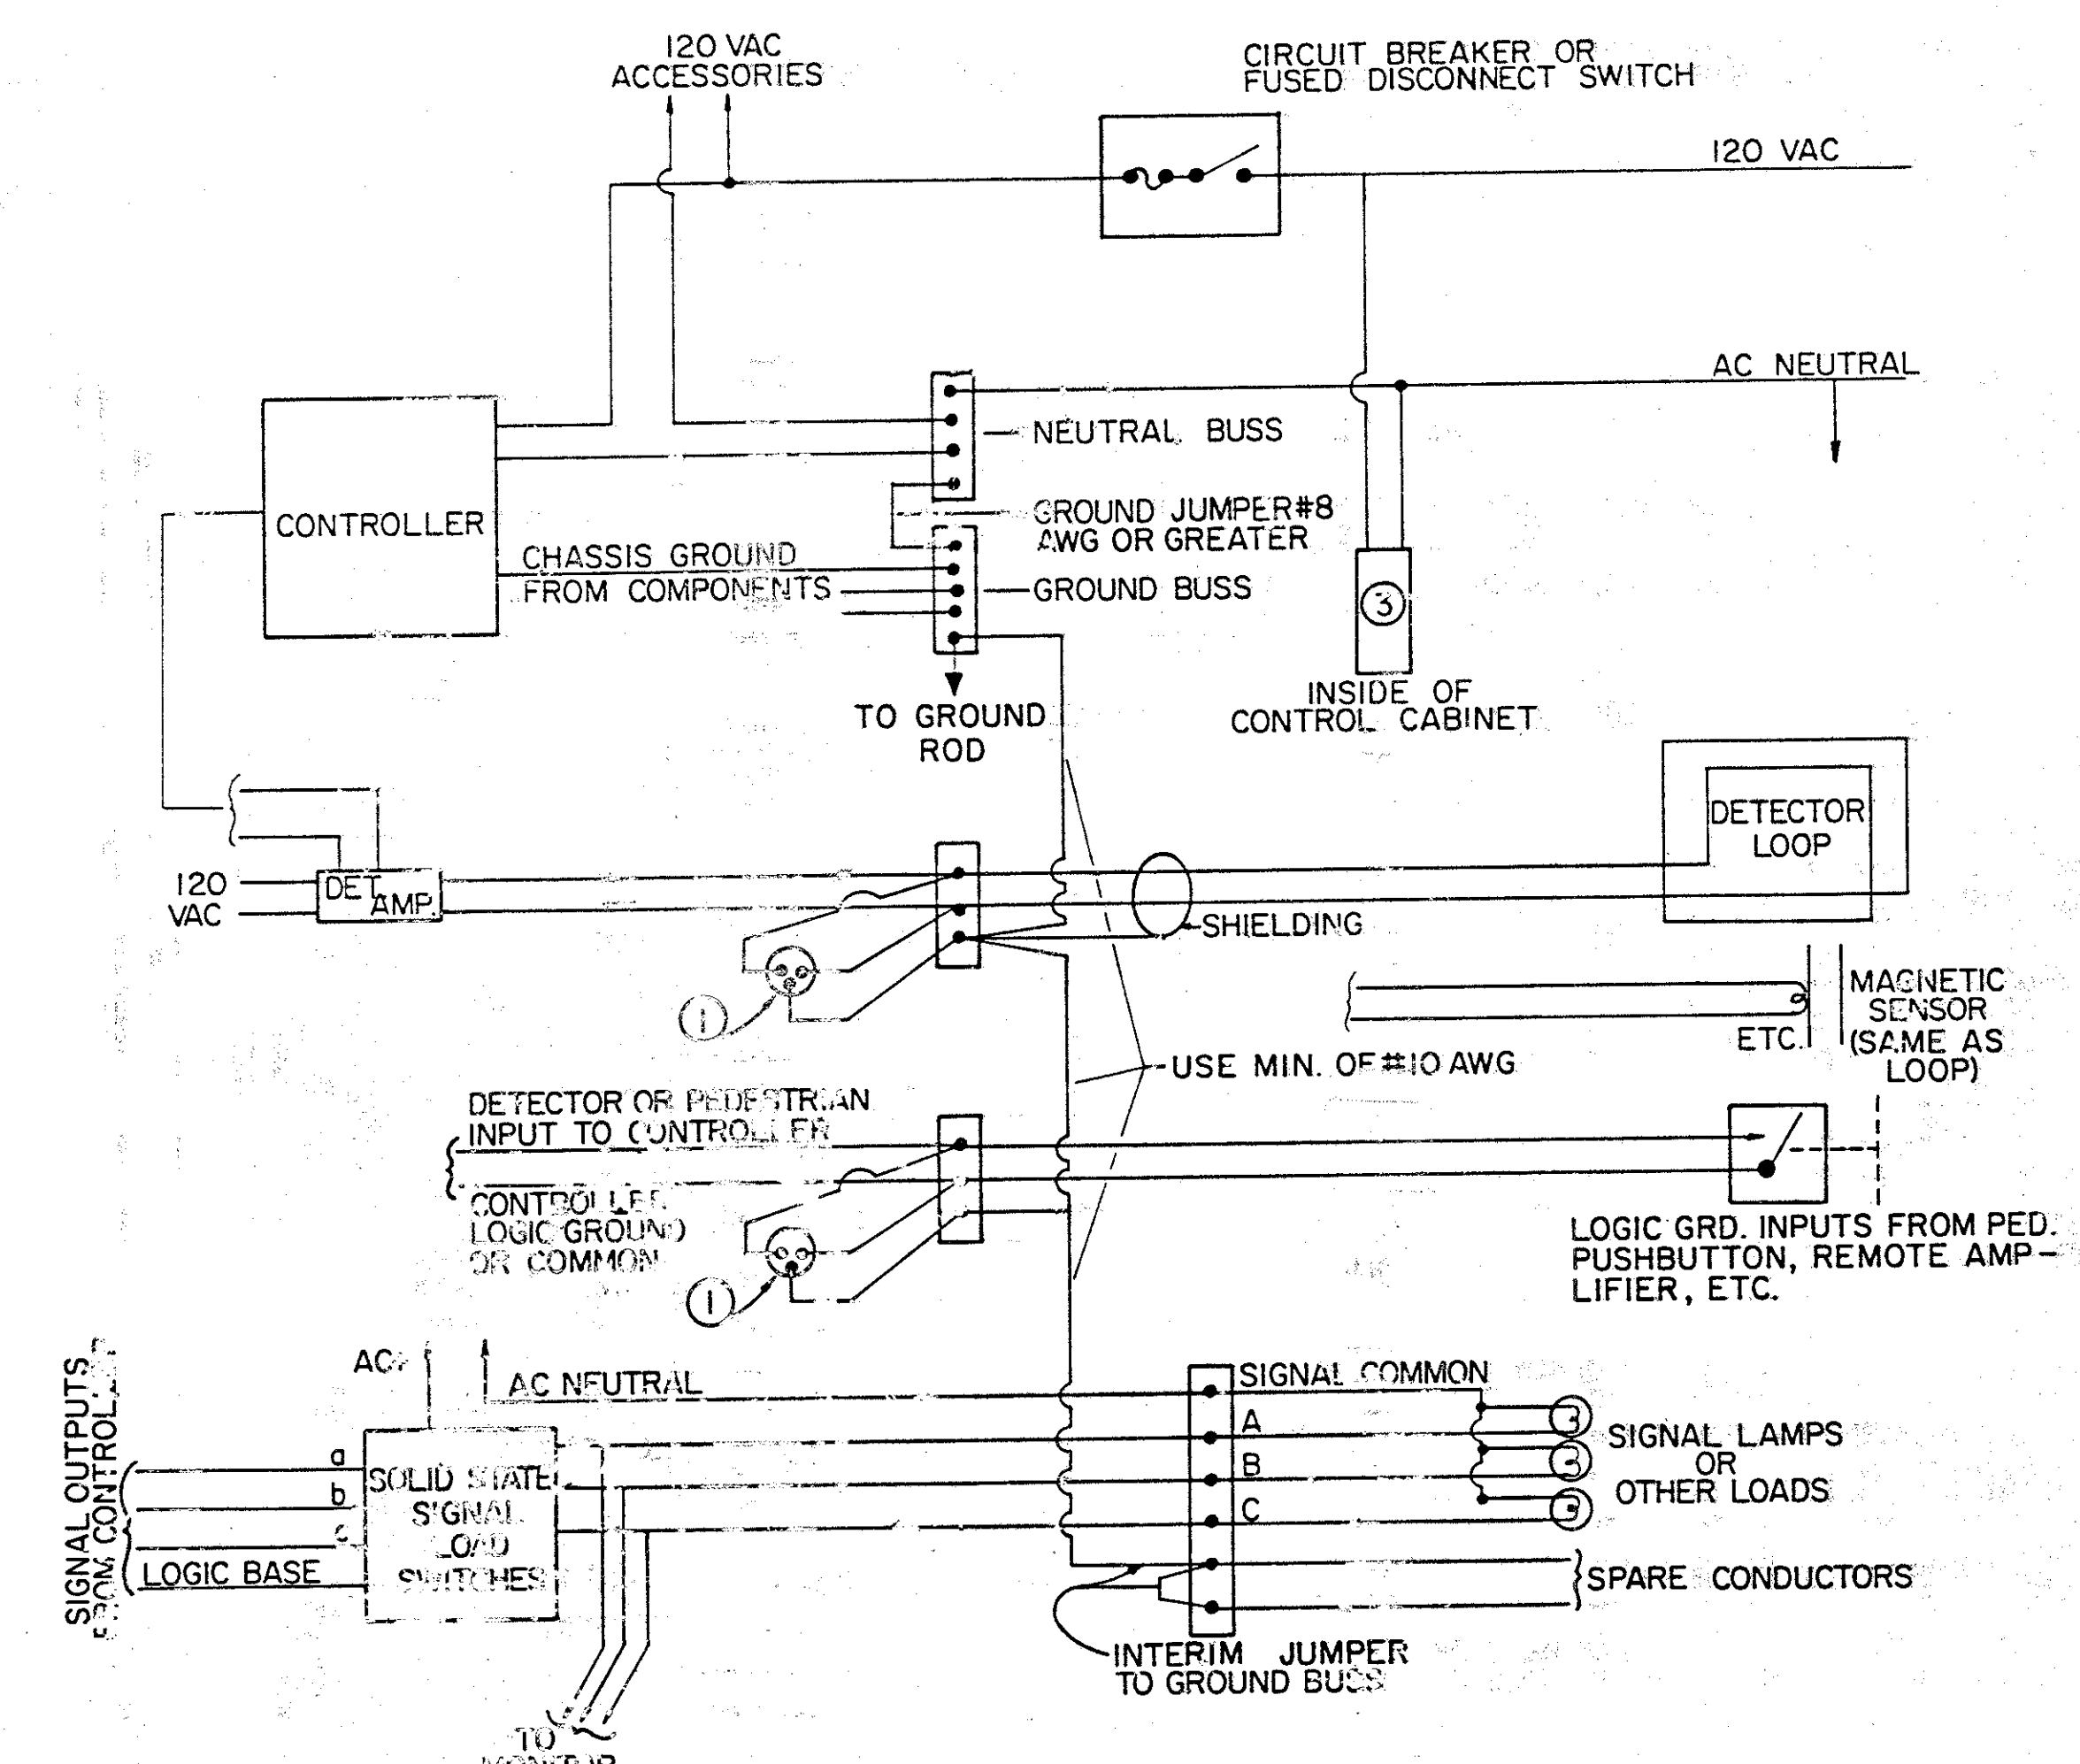 120 VAC
ACCESSORIES
CIRCUIT BREAKER OR
FUSED DISCONNECT SWITCH
120 VAC
AC NEUTRAL
NEUTRAL BUSS
GROUND JUMPER #8
AWG OR GREATER
CONTROLLER
CHASSIS GROUND
FROM COMPONENTS
GROUND BUSS
3
INSIDE OF
CONTROL CABINET
TO GROUND
ROD
DETECTOR
LOOP
120
VAC
DET.
AMP.
SHIELDING
1
MAGNETIC
SENSOR
(SAME AS
LOOP)
ETC.
USE MIN. OF #10 AWG
DETECTOR OR PEDESTRIAN
INPUT TO CONTROLLER
CONTROLLER
LOGIC GROUND
OR COMMON
1
LOGIC GRD. INPUTS FROM PED.
PUSHBUTTON, REMOTE AMP-
LIFIER, ETC.
SIGNAL OUTPUTS
FROM CONTROLLER
AC+
AC NEUTRAL
SIGNAL COMMON
A
B
C
SIGNAL LAMPS
OR
OTHER LOADS
a
b
c
LOGIC BASE
SOLID STATE
SIGNAL
LOAD
SWITCHES
SPARE CONDUCTORS
INTERIM JUMPER
TO GROUND BUSS
TO
MONITOR